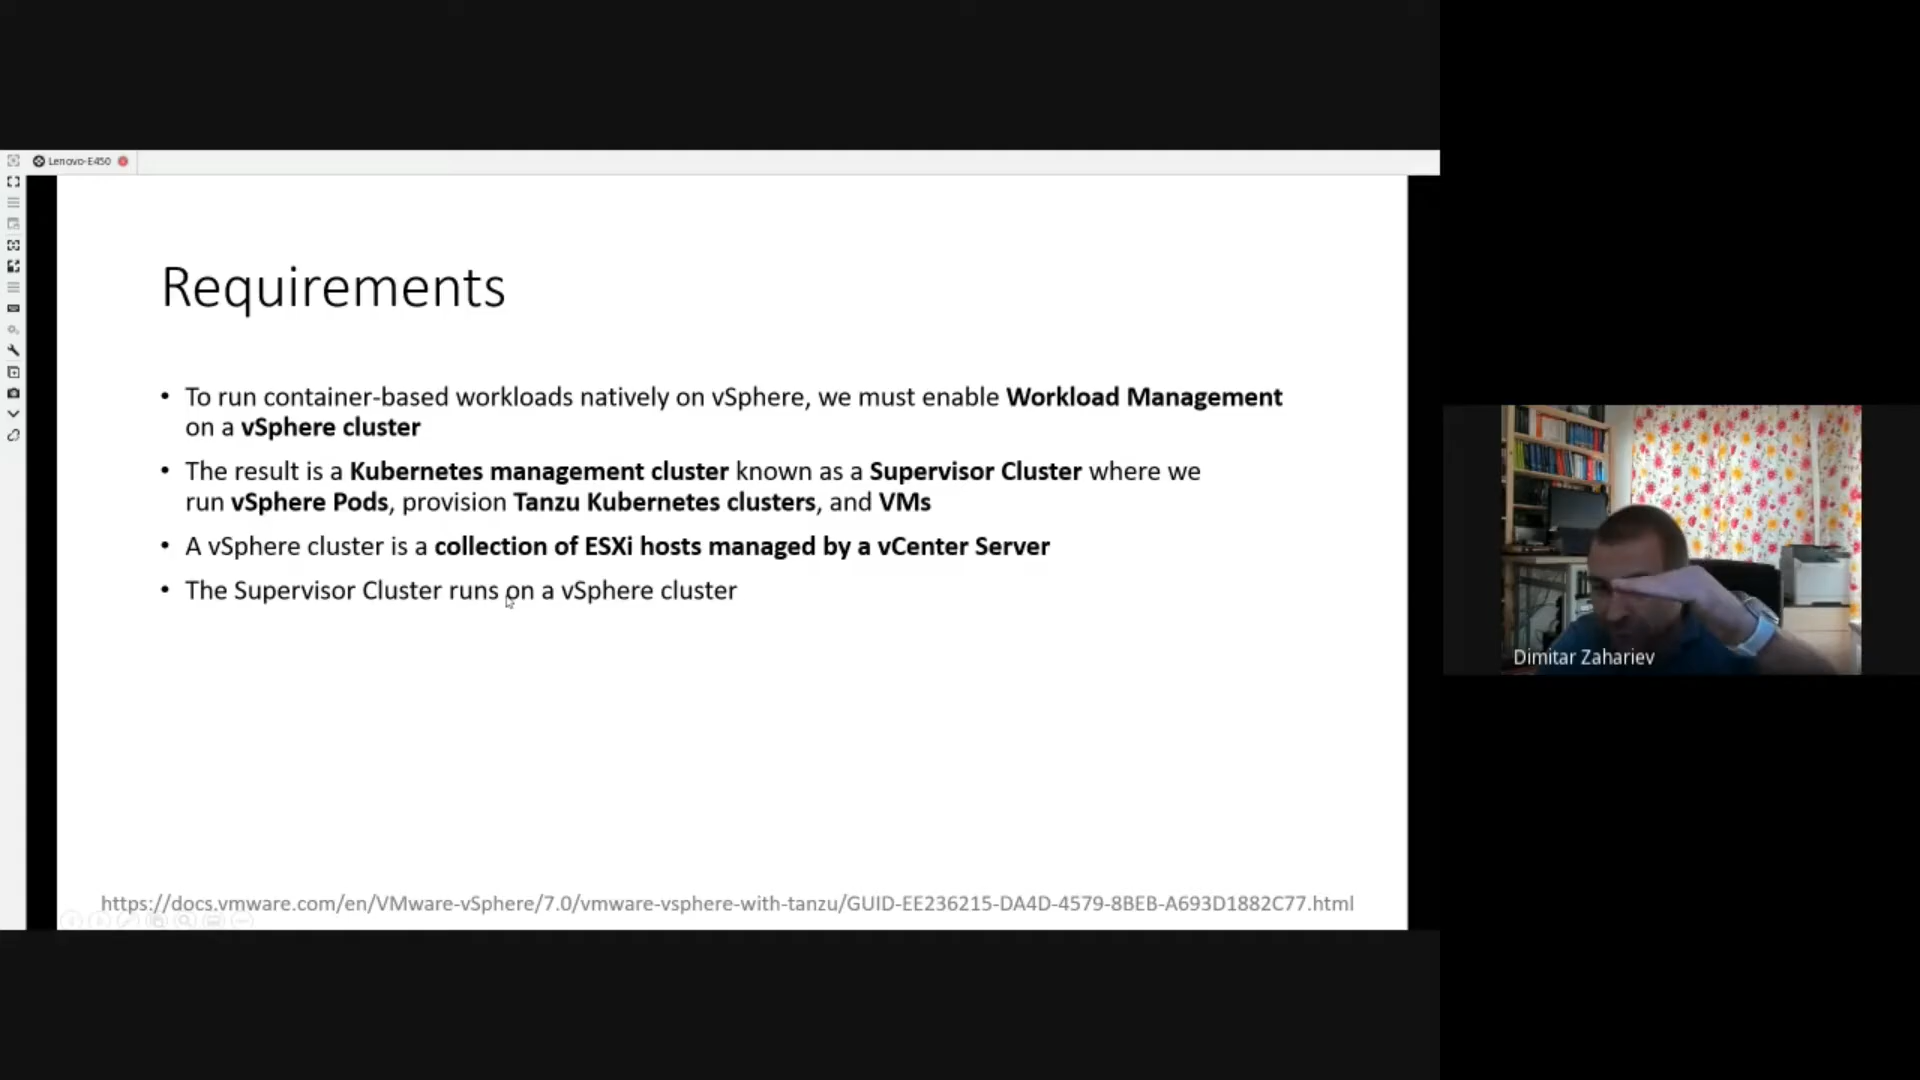 Lenovo-E450
Requirements
• To run container-based workloads natively on vSphere, we must enable Workload Management
on a vSphere cluster
• The result is a Kubernetes management cluster known as a Supervisor Cluster where we
run vSphere Pods, provision Tanzu Kubernetes clusters, and VMs
• A vSphere cluster is a collection of ESXi hosts managed by a vCenter Server
• The Supervisor Cluster runs on a vSphere cluster
https://docs.vmware.com/en/VMware-vSphere/7.0/vmware-vsphere-with-tanzu/GUID-EE236215-DA4D-4579-8BEB-A693D1882C77.html
Dimitar Zahariev